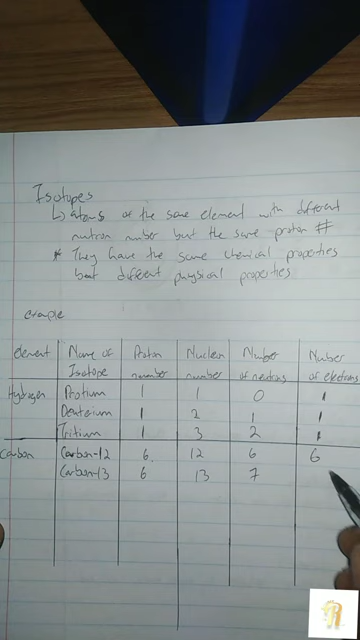 Isotopes
↳ atoms of the same element with different
nutron number but the same proton #
* They have the same chemical properties
but different physical properties
example
element | Name of Isotope | Proton number | Nucleon number | Number of neutrons | Number of electrons
Hydrogen | Protium | 1 | 1 | 0 | 1
Deuterium | 1 | 2 | 1 | 1
Tritium | 1 | 3 | 2 | 1
Carbon | Carbon-12 | 6 | 12 | 6 | 6
Carbon-13 | 6 | 13 | 7